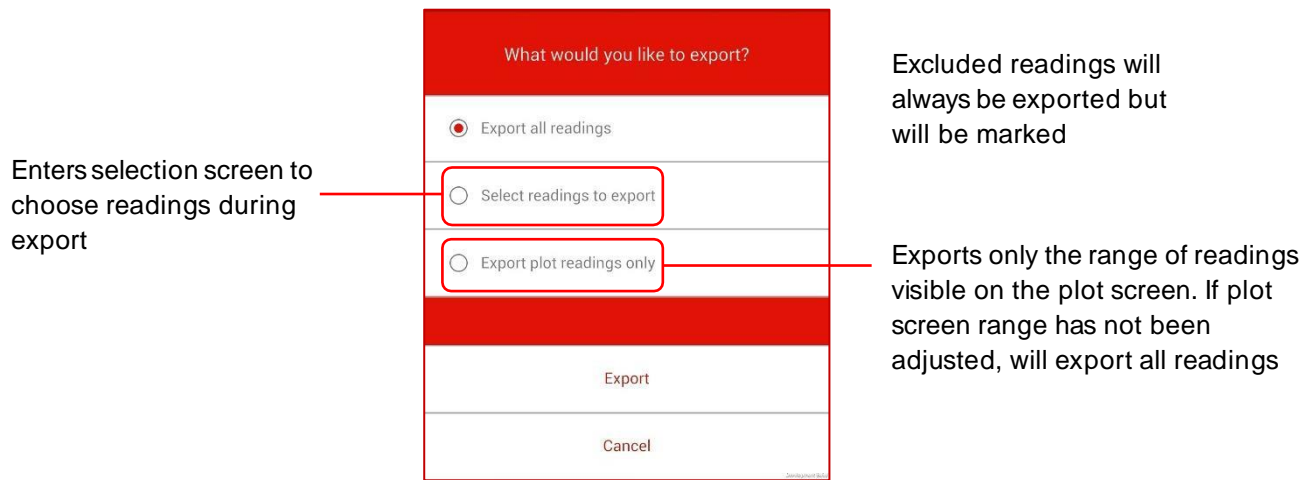 What would you like to export?
Export all readings
Select readings to export
Export plot readings only
Export
Cancel
Enters selection screen to
choose readings during
export
Excluded readings will
always be exported but
will be marked
Exports only the range of readings
visible on the plot screen. If plot
screen range has not been
adjusted, will export all readings